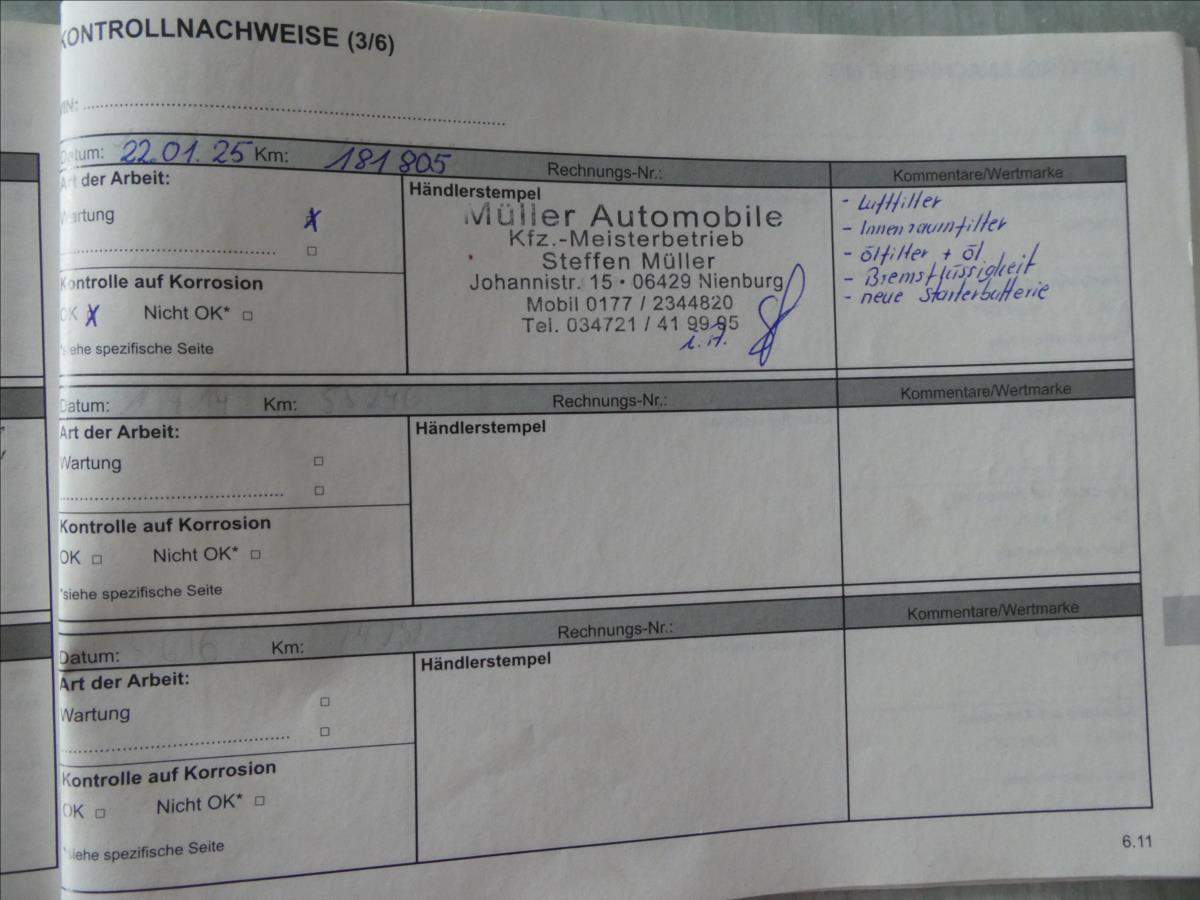 KONTROLLNACHWEISE (3/6)
VIN:
Datum: 22.01.25 Km: 181 805 Rechnungs-Nr.: Kommentare/Wertmarke
Art der Arbeit:
Wartung X
Kontrolle auf Korrosion
OK X Nicht OK* □
*siehe spezifische Seite
Händlerstempel
Müller Automobile
Kfz.-Meisterbetrieb
Steffen Müller
Johannistr. 15 • 06429 Nienburg
Mobil 0177 / 2344820
Tel. 034721 / 41 99 95
i.A.
- Luftfilter
- Innenraumfilter
- Ölfilter + Öl
- Bremsflüssigkeit
- neue Starterbatterie
Datum: Km: Rechnungs-Nr.: Kommentare/Wertmarke
Art der Arbeit:
Wartung □
Kontrolle auf Korrosion
OK □ Nicht OK* □
*siehe spezifische Seite
Händlerstempel
Datum: Km: Rechnungs-Nr.: Kommentare/Wertmarke
Art der Arbeit:
Wartung □
Kontrolle auf Korrosion
OK □ Nicht OK* □
*siehe spezifische Seite
Händlerstempel
6.11